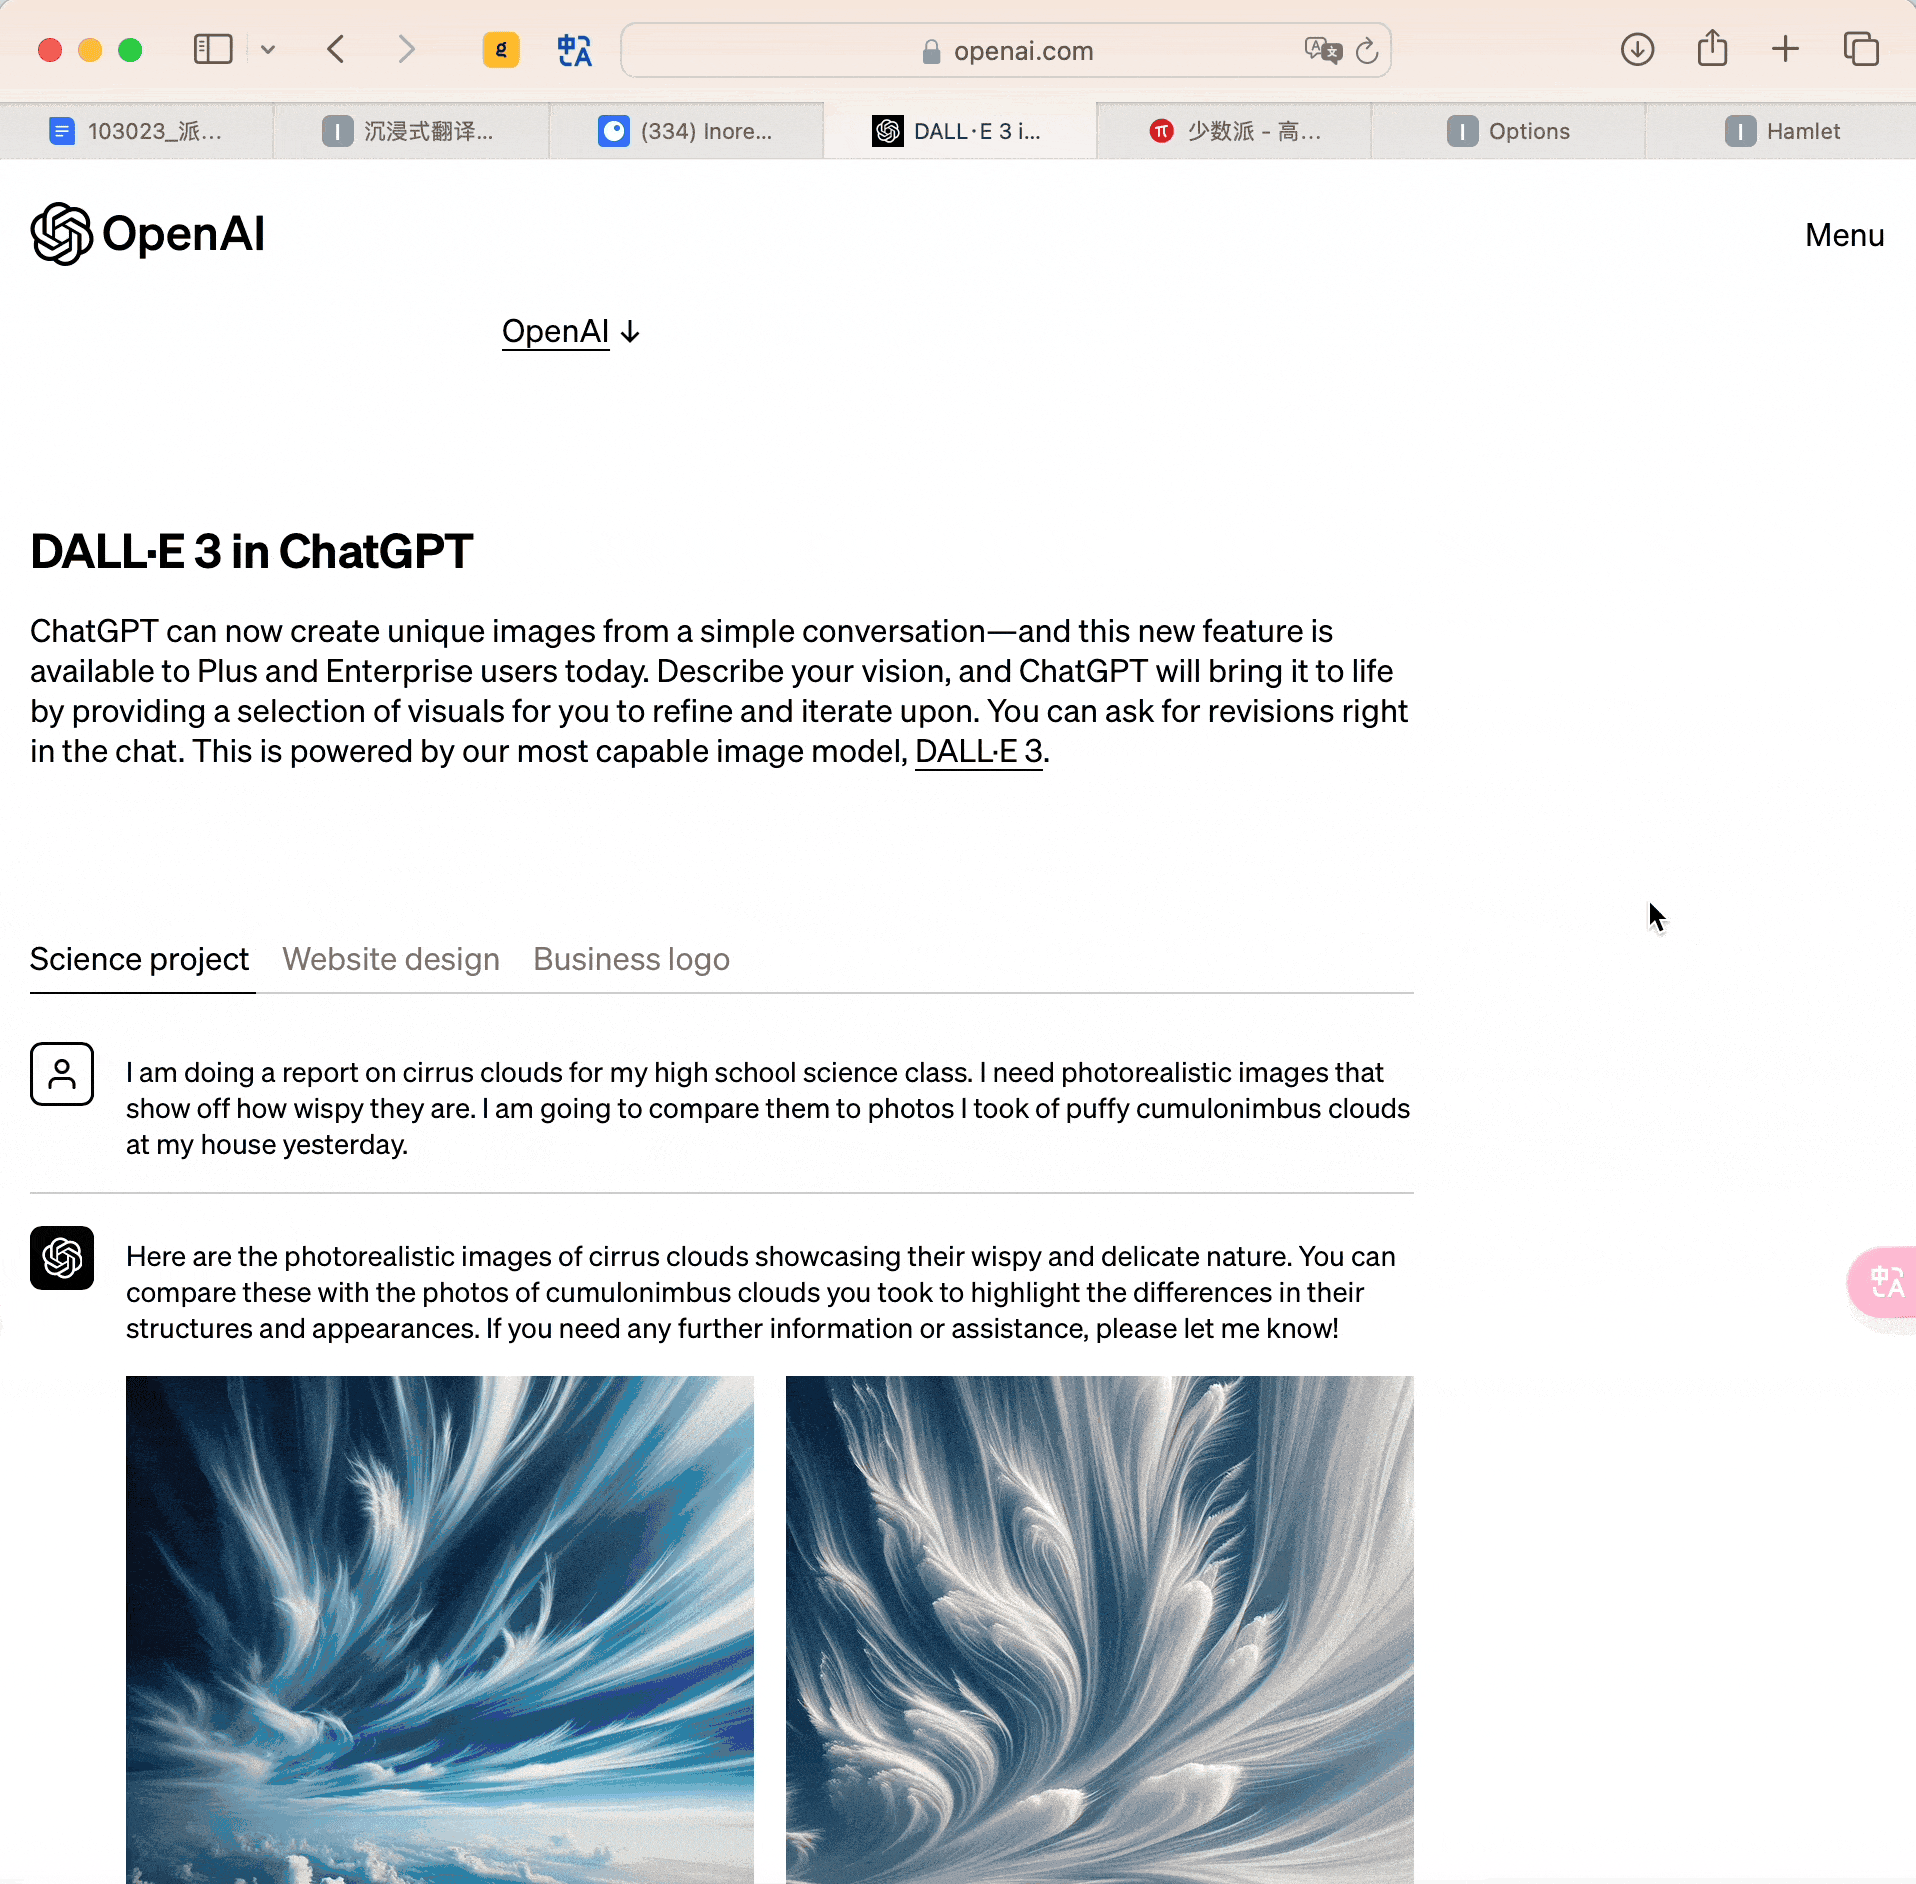 g
中A
openai.com
103023_派...
沉浸式翻译...
(334) Inore...
DALL·E 3 i...
少数派 - 高...
Options
Hamlet
OpenAI
Menu
OpenAI ↓
DALL·E 3 in ChatGPT
ChatGPT can now create unique images from a simple conversation—and this new feature is
available to Plus and Enterprise users today. Describe your vision, and ChatGPT will bring it to life
by providing a selection of visuals for you to refine and iterate upon. You can ask for revisions right
in the chat. This is powered by our most capable image model, DALL·E 3.
Science project
Website design
Business logo
I am doing a report on cirrus clouds for my high school science class. I need photorealistic images that
show off how wispy they are. I am going to compare them to photos I took of puffy cumulonimbus clouds
at my house yesterday.
Here are the photorealistic images of cirrus clouds showcasing their wispy and delicate nature. You can
compare these with the photos of cumulonimbus clouds you took to highlight the differences in their
structures and appearances. If you need any further information or assistance, please let me know!
中A